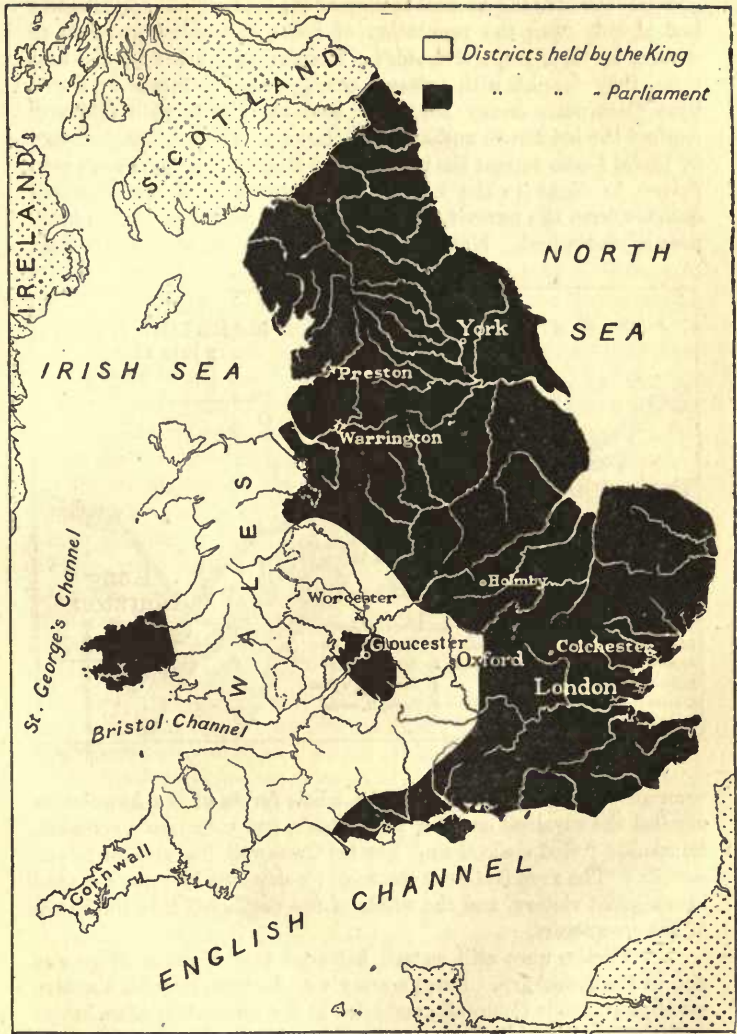 Districts held by the King
" " " Parliament
SCOTLAND
IRELAND
NORTH
SEA
York
IRISH SEA
Preston
Warrington
WALES
Holmby
Worcester
St. George's Channel
Gloucester
Oxford
Colchester
London
Bristol Channel
Cornwall
ENGLISH CHANNEL